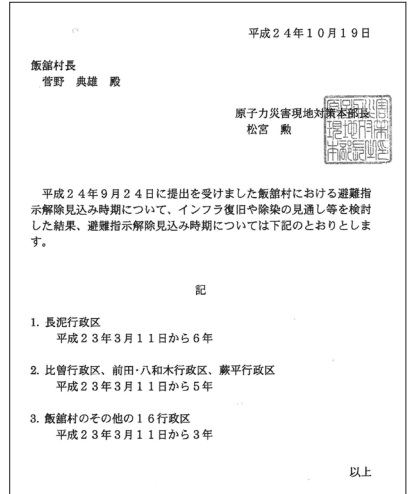 平成２４年１０月１９日
飯舘村長
菅野 典雄 殿
原子力災害現地対策本部長
松宮 勲
平成２４年９月２４日に提出を受けました飯舘村における避難指
示解除見込み時期について、インフラ復旧や除染の見通し等を検討
した結果、避難指示解除見込み時期については下記のとおりとしま
す。
記
1. 長泥行政区
平成２３年３月１１日から６年
2. 比曽行政区、前田・八和木行政区、蕨平行政区
平成２３年３月１１日から５年
3. 飯舘村のその他の１６行政区
平成２３年３月１１日から３年
以上